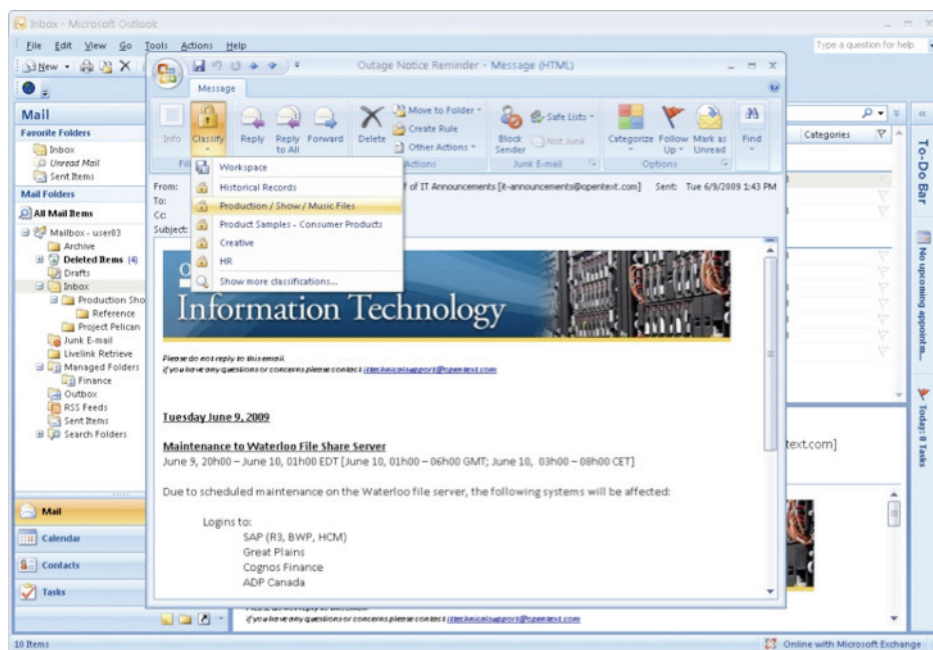 Inbox - Microsoft Outlook
File Edit View Go Tools Actions Help
Type a question for help
New
Outage Notice Reminder - Message (HTML)
Message
Info Classify Reply Reply to All Forward Delete
Move to Folder
Create Rule
Other Actions
Block Sender
Safe Lists
Not Junk
Categorize Follow Up Mark as Unread Find
Actions Junk E-mail Options
Mail
Favorite Folders
Inbox
Unread Mail
Sent Items
Mail Folders
All Mail Items
Mailbox - user03
Archive
Deleted Items (4)
Drafts
Inbox
Production Sho
Reference
Project Pelican
Junk E-mail
Livelink Retrieve
Managed Folders
Finance
Outbox
RSS Feeds
Sent Items
Search Folders
Mail
Calendar
Contacts
Tasks
10 Items
Workspace
Historical Records
Production / Show / Music Files
Product Samples - Consumer Products
Creative
HR
Show more classifications...
From: f of IT Announcements [it-announcements@opentext.com] Sent: Tue 6/9/2009 1:43 PM
To:
Cc:
Subject:
Information Technology
Please do not reply to this email.
If you have any questions or concerns please contact ittechnicalsupport@opentext.com
Tuesday June 9, 2009
Maintenance to Waterloo File Share Server
June 9, 20h00 – June 10, 01h00 EDT [June 10, 01h00 – 06h00 GMT; June 10, 03h00 – 08h00 CET]
Due to scheduled maintenance on the Waterloo file server, the following systems will be affected:
Logins to:
SAP (R3, BWP, HCM)
Great Plains
Cognos Finance
ADP Canada
Please do not reply to this email.
If you have any questions or concerns please contact ittechnicalsupport@opentext.com
Categories
text.com]
To-Do Bar
No upcoming appointm...
Today: 0 Tasks
Online with Microsoft Exchange